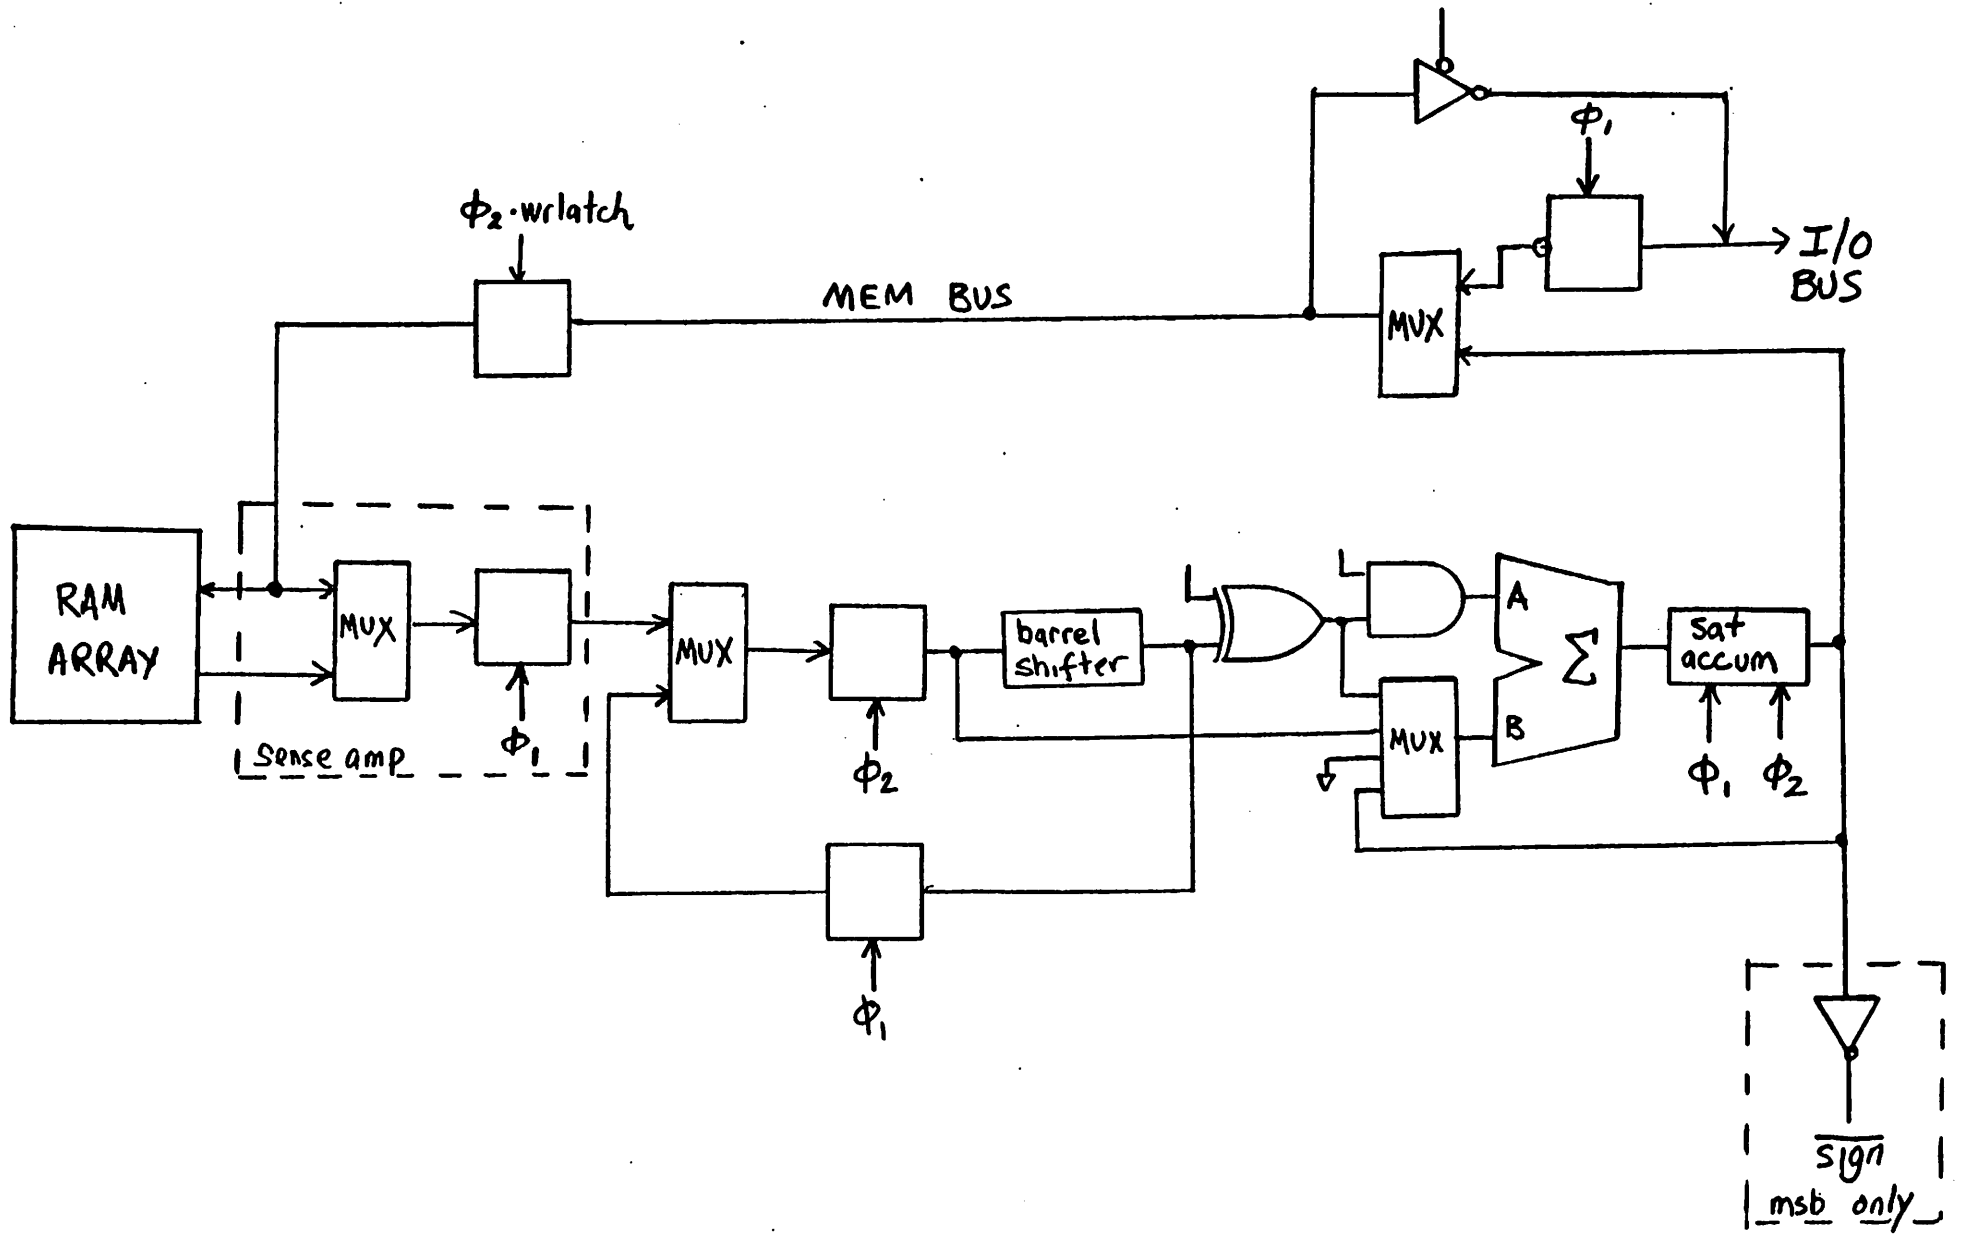 ϕ₁
ϕ₂·wrlatch
I/O
BUS
MEM BUS
MUX
RAM
ARRAY
MUX
MUX
barrel
shifter
A
Σ
B
MUX
sat
accum
sense amp
ϕ₁
ϕ₂
ϕ₁
ϕ₂
ϕ₁
s̅i̅g̅n̅
msb only